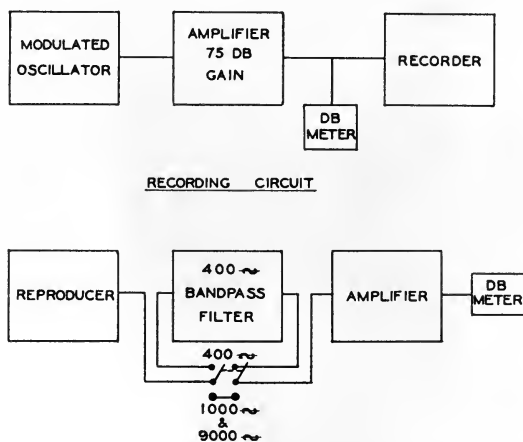 MODULATED
OSCILLATOR
AMPLIFIER
75 DB
GAIN
RECORDER
DB
METER
RECORDING CIRCUIT
REPRODUCER
400 ~
BANDPASS
FILTER
AMPLIFIER
DB
METER
400 ~
1000 ~
&
9000 ~